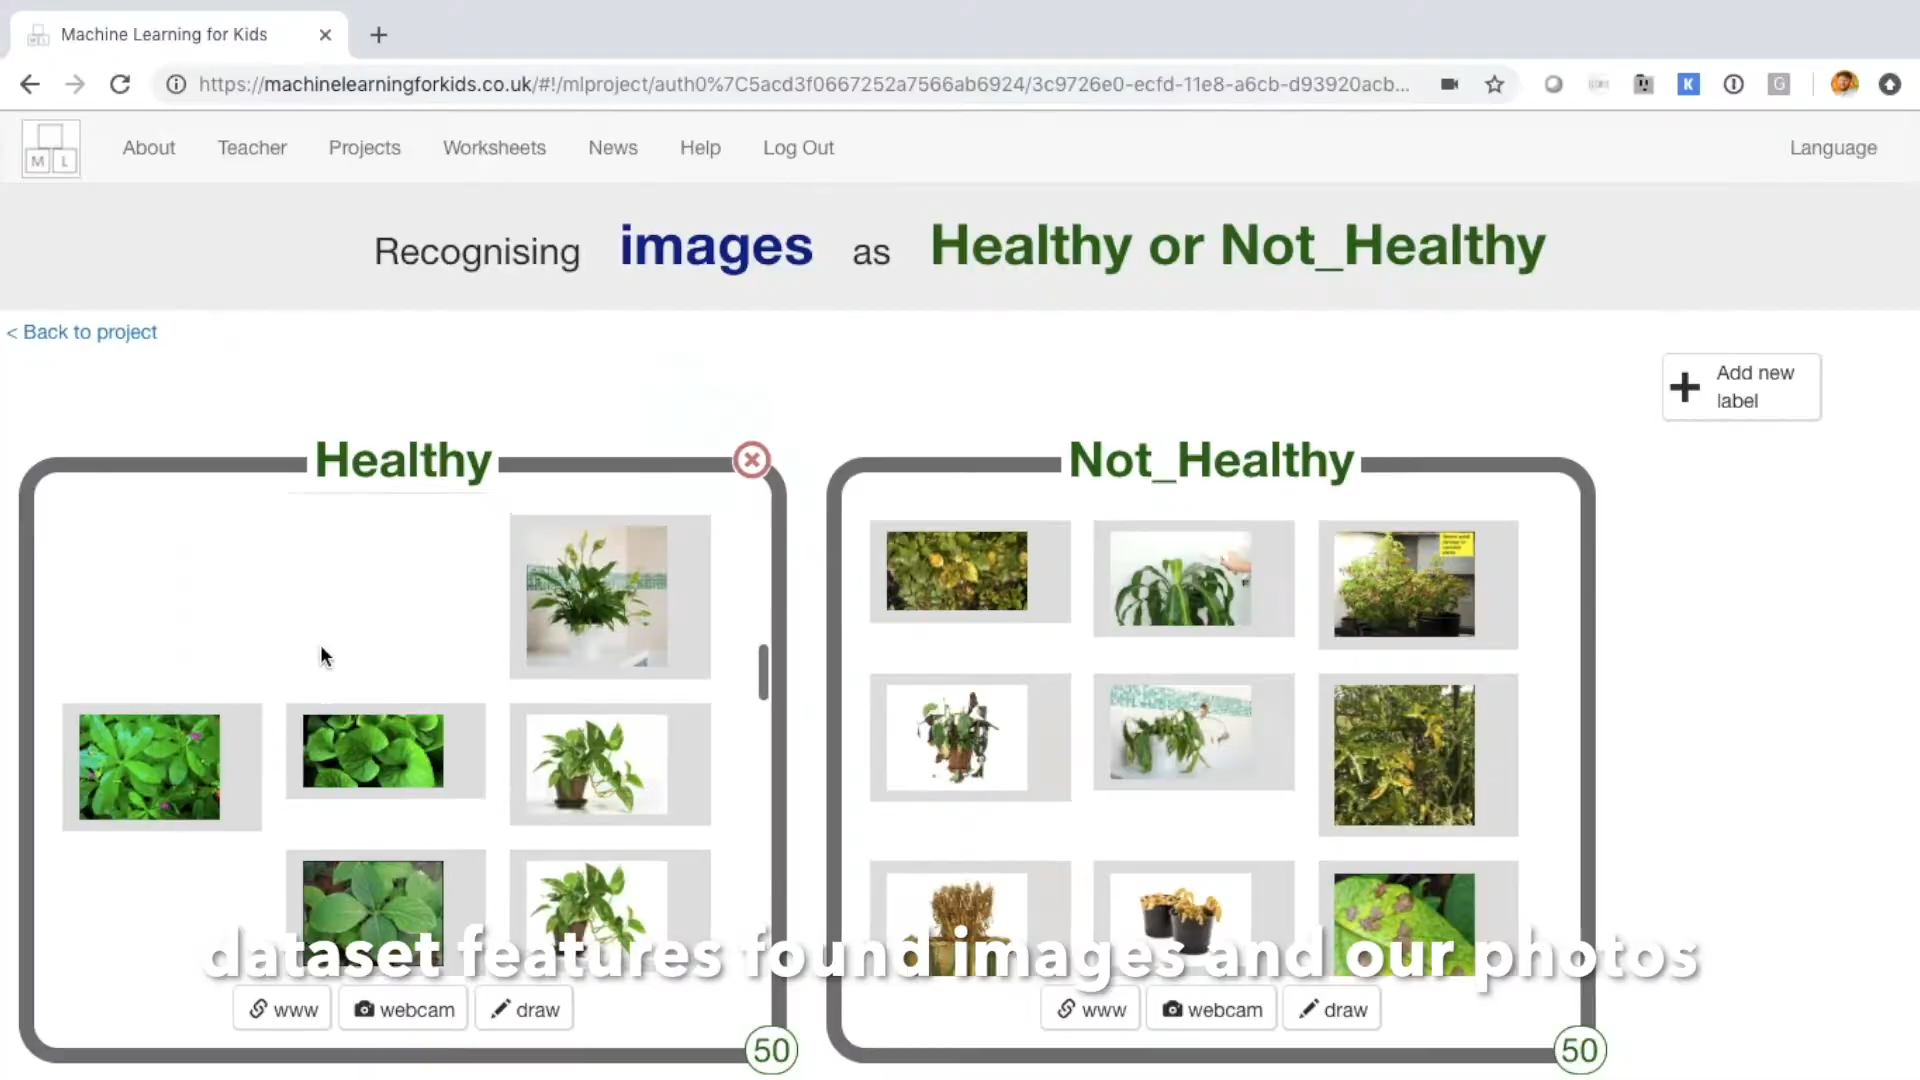 Machine Learning for Kids
https://machinelearningforkids.co.uk/#!/mlproject/auth0%7C5acd3f0667252a7566ab6924/3c9726e0-ecfd-11e8-a6cb-d93920acb...
K
G
M L
About Teacher Projects Worksheets News Help Log Out Language
Recognising images as Healthy or Not_Healthy
< Back to project
Add new
label
Healthy
Not_Healthy
dataset features found images and our photos
www webcam draw
www webcam draw
50
50